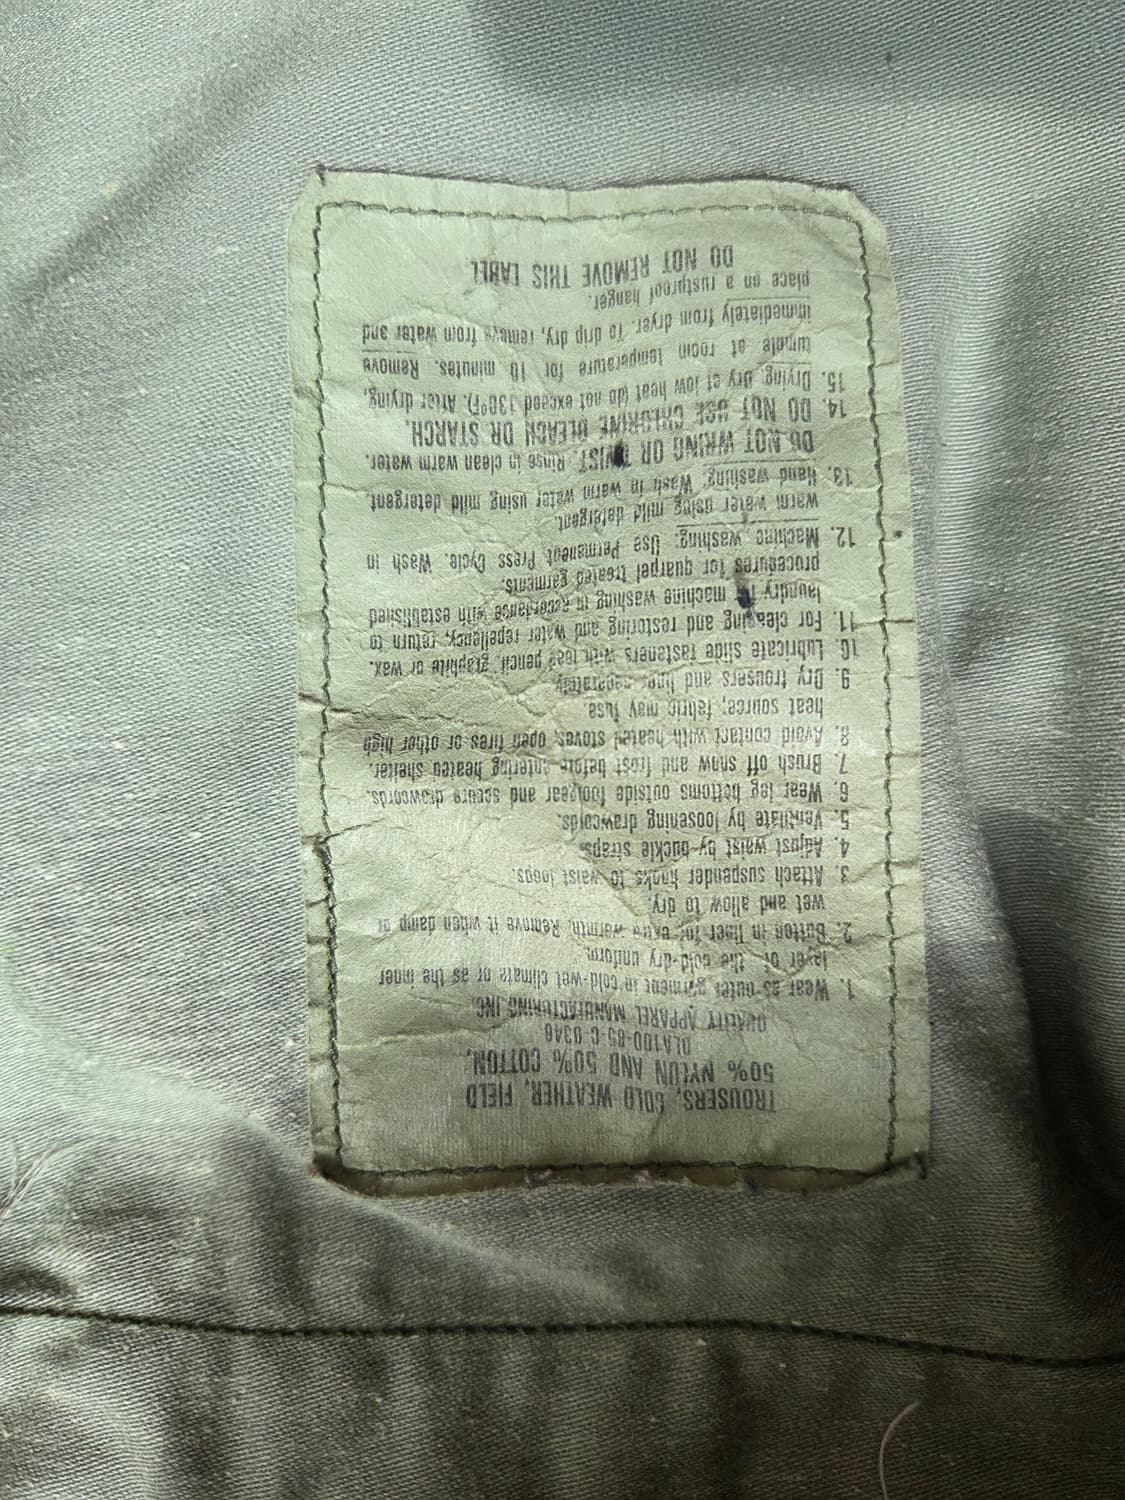 TROUSERS, COLD WEATHER, FIELD
50% NYLON AND 50% COTTON.
DLA100-85-C-0346
QUALITY APPAREL MANUFACTURING INC.
1. Wear as outer garment in cold-wet climate or as the inner
layer of the cold-dry uniform.
2. Button in liner for extra warmth. Remove it when damp or
wet and allow to dry.
3. Attach suspender hooks to waist loops.
4. Adjust waist by buckle straps.
5. Ventilate by loosening drawcords.
6. Wear leg bottoms outside footgear and secure drawcords.
7. Brush off snow and frost before entering heated shelter.
8. Avoid contact with heated stoves, open fires or other high
heat source; fabric may fuse.
9. Dry trousers and liner separately.
10. Lubricate slide fasteners with lead pencil, graphite or wax.
11. For cleaning and restoring and water repellency, return to
laundry for machine washing in accordance with established
procedures for quarpel treated garments.
12. Machine washing: Use Permanent Press Cycle. Wash in
warm water using mild detergent.
13. Hand washing: Wash in warm water using mild detergent
DO NOT WRING OR TWIST. Rinse in clean warm water.
14. DO NOT USE CHLORINE BLEACH OR STARCH.
15. Drying: Dry at low heat (do not exceed 130°F). After drying,
tumble at room temperature for 10 minutes. Remove
immediately from dryer. To drip dry, remove from water and
place on a rustproof hanger.
DO NOT REMOVE THIS LABEL